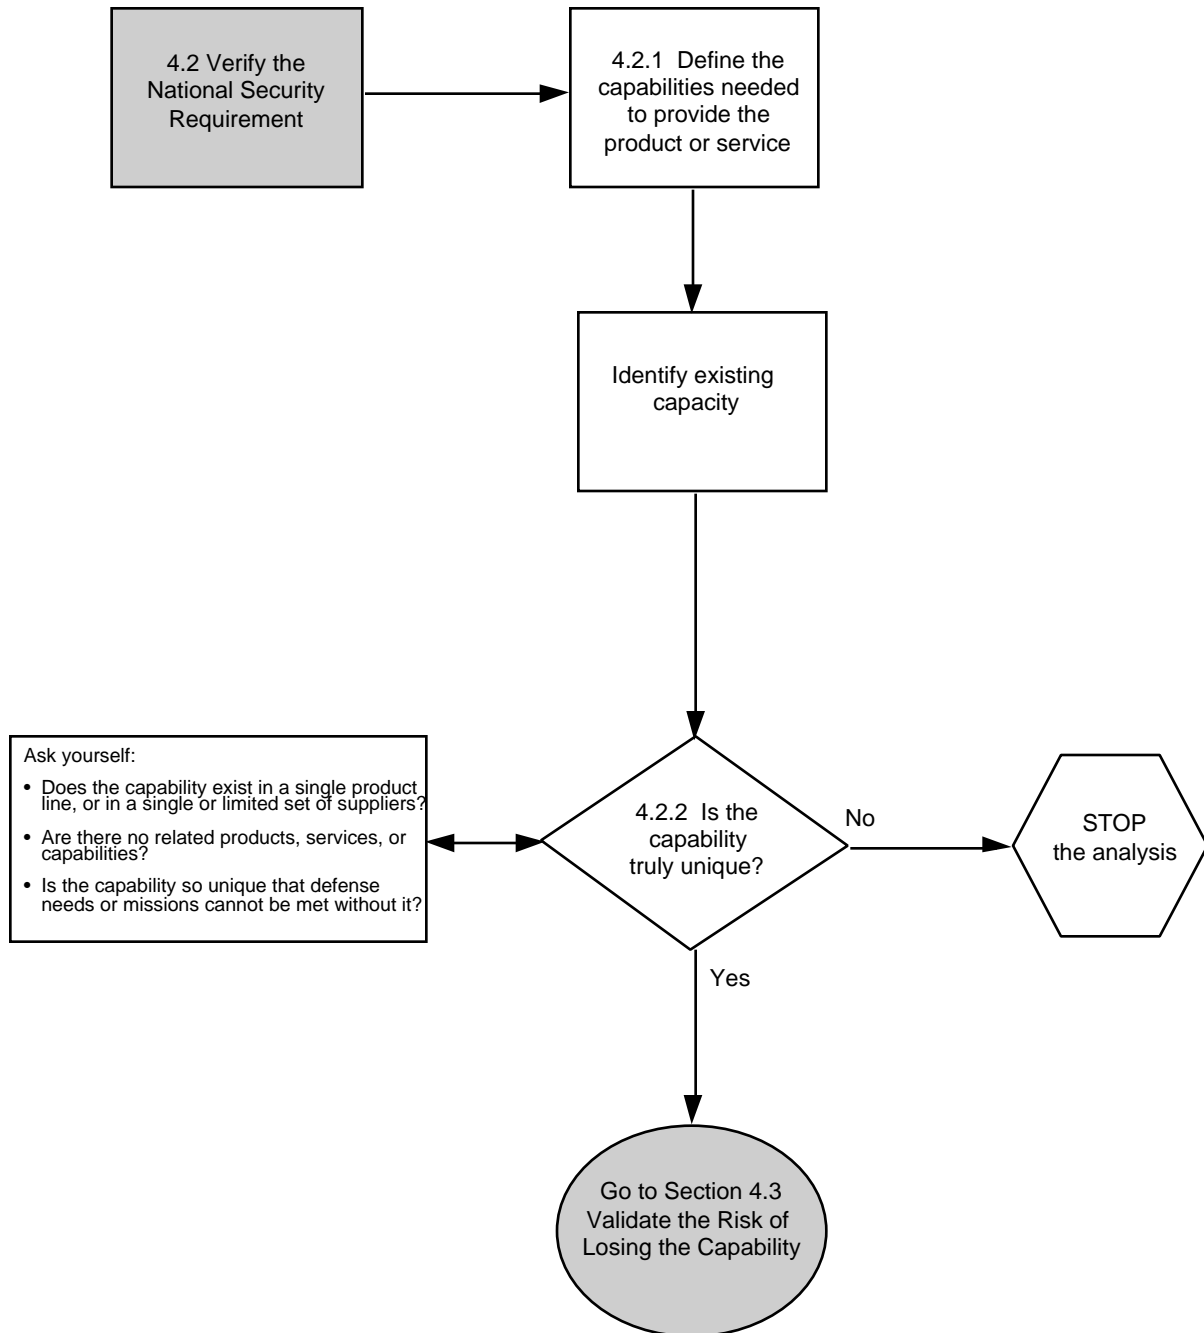 4.2 Verify the
National Security
Requirement
4.2.1 Define the
capabilities needed
to provide the
product or service
Identify existing
capacity
Ask yourself:
• Does the capability exist in a single product
line, or in a single or limited set of suppliers?
• Are there no related products, services, or
capabilities?
• Is the capability so unique that defense
needs or missions cannot be met without it?
4.2.2 Is the
capability
truly unique?
No
STOP
the analysis
Yes
Go to Section 4.3
Validate the Risk of
Losing the Capability